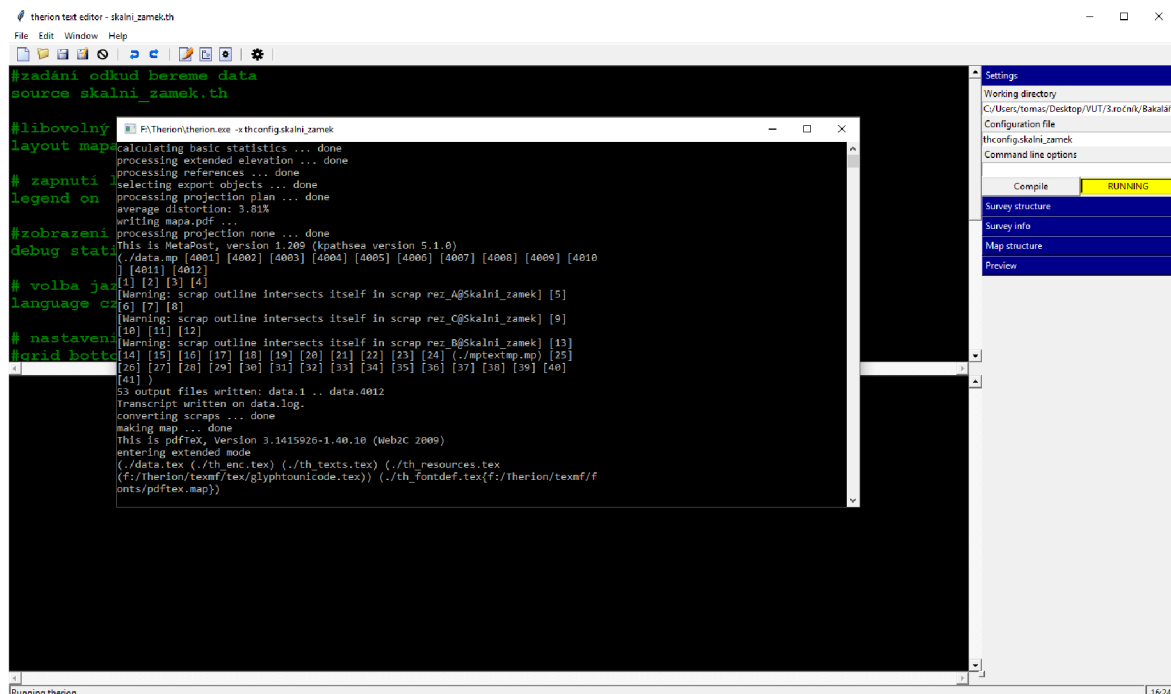 therion text editor - skalni_zamek.th
File Edit Window Help
#zadání odkud bereme data
source skalni_zamek.th
#libovolný
layout mapa
# zapnutí l
legend on
#zobrazení
debug stati
# volba jaz
language cz
# nastavení
#grid botto
F:\Therion\therion.exe -x thconfig.skalni_zamek
calculating basic statistics ... done
processing extended elevation ... done
processing references ... done
selecting export objects ... done
processing projection plan ... done
average distortion: 3.81%
writing mapa.pdf ...
processing projection none ... done
This is MetaPost, version 1.209 (kpathsea version 5.1.0)
(./data.mp [4001] [4002] [4003] [4004] [4005] [4006] [4007] [4008] [4009] [4010
] [4011] [4012]
[1] [2] [3] [4]
[Warning: scrap outline intersects itself in scrap rez_A@Skalni_zamek] [5]
[6] [7] [8]
[Warning: scrap outline intersects itself in scrap rez_C@Skalni_zamek] [9]
[10] [11] [12]
[Warning: scrap outline intersects itself in scrap rez_B@Skalni_zamek] [13]
[14] [15] [16] [17] [18] [19] [20] [21] [22] [23] [24] (./mptextmp.mp) [25]
[26] [27] [28] [29] [30] [31] [32] [33] [34] [35] [36] [37] [38] [39] [40]
[41] )
53 output files written: data.1 .. data.4012
Transcript written on data.log.
converting scraps ... done
making map ... done
This is pdfTeX, Version 3.1415926-1.40.10 (Web2C 2009)
entering extended mode
(./data.tex (./th_enc.tex) (./th_texts.tex) (./th_resources.tex
(f:/Therion/texmf/tex/glyphtounicode.tex)) (./th_fontdef.tex{f:/Therion/texmf/f
onts/pdftex.map})
Settings
Working directory
C:/Users/tomas/Desktop/VUT/3.ročník/Bakalář
Configuration file
thconfig.skalni_zamek
Command line options
Compile RUNNING
Survey structure
Survey info
Map structure
Preview
Running therion 16:24